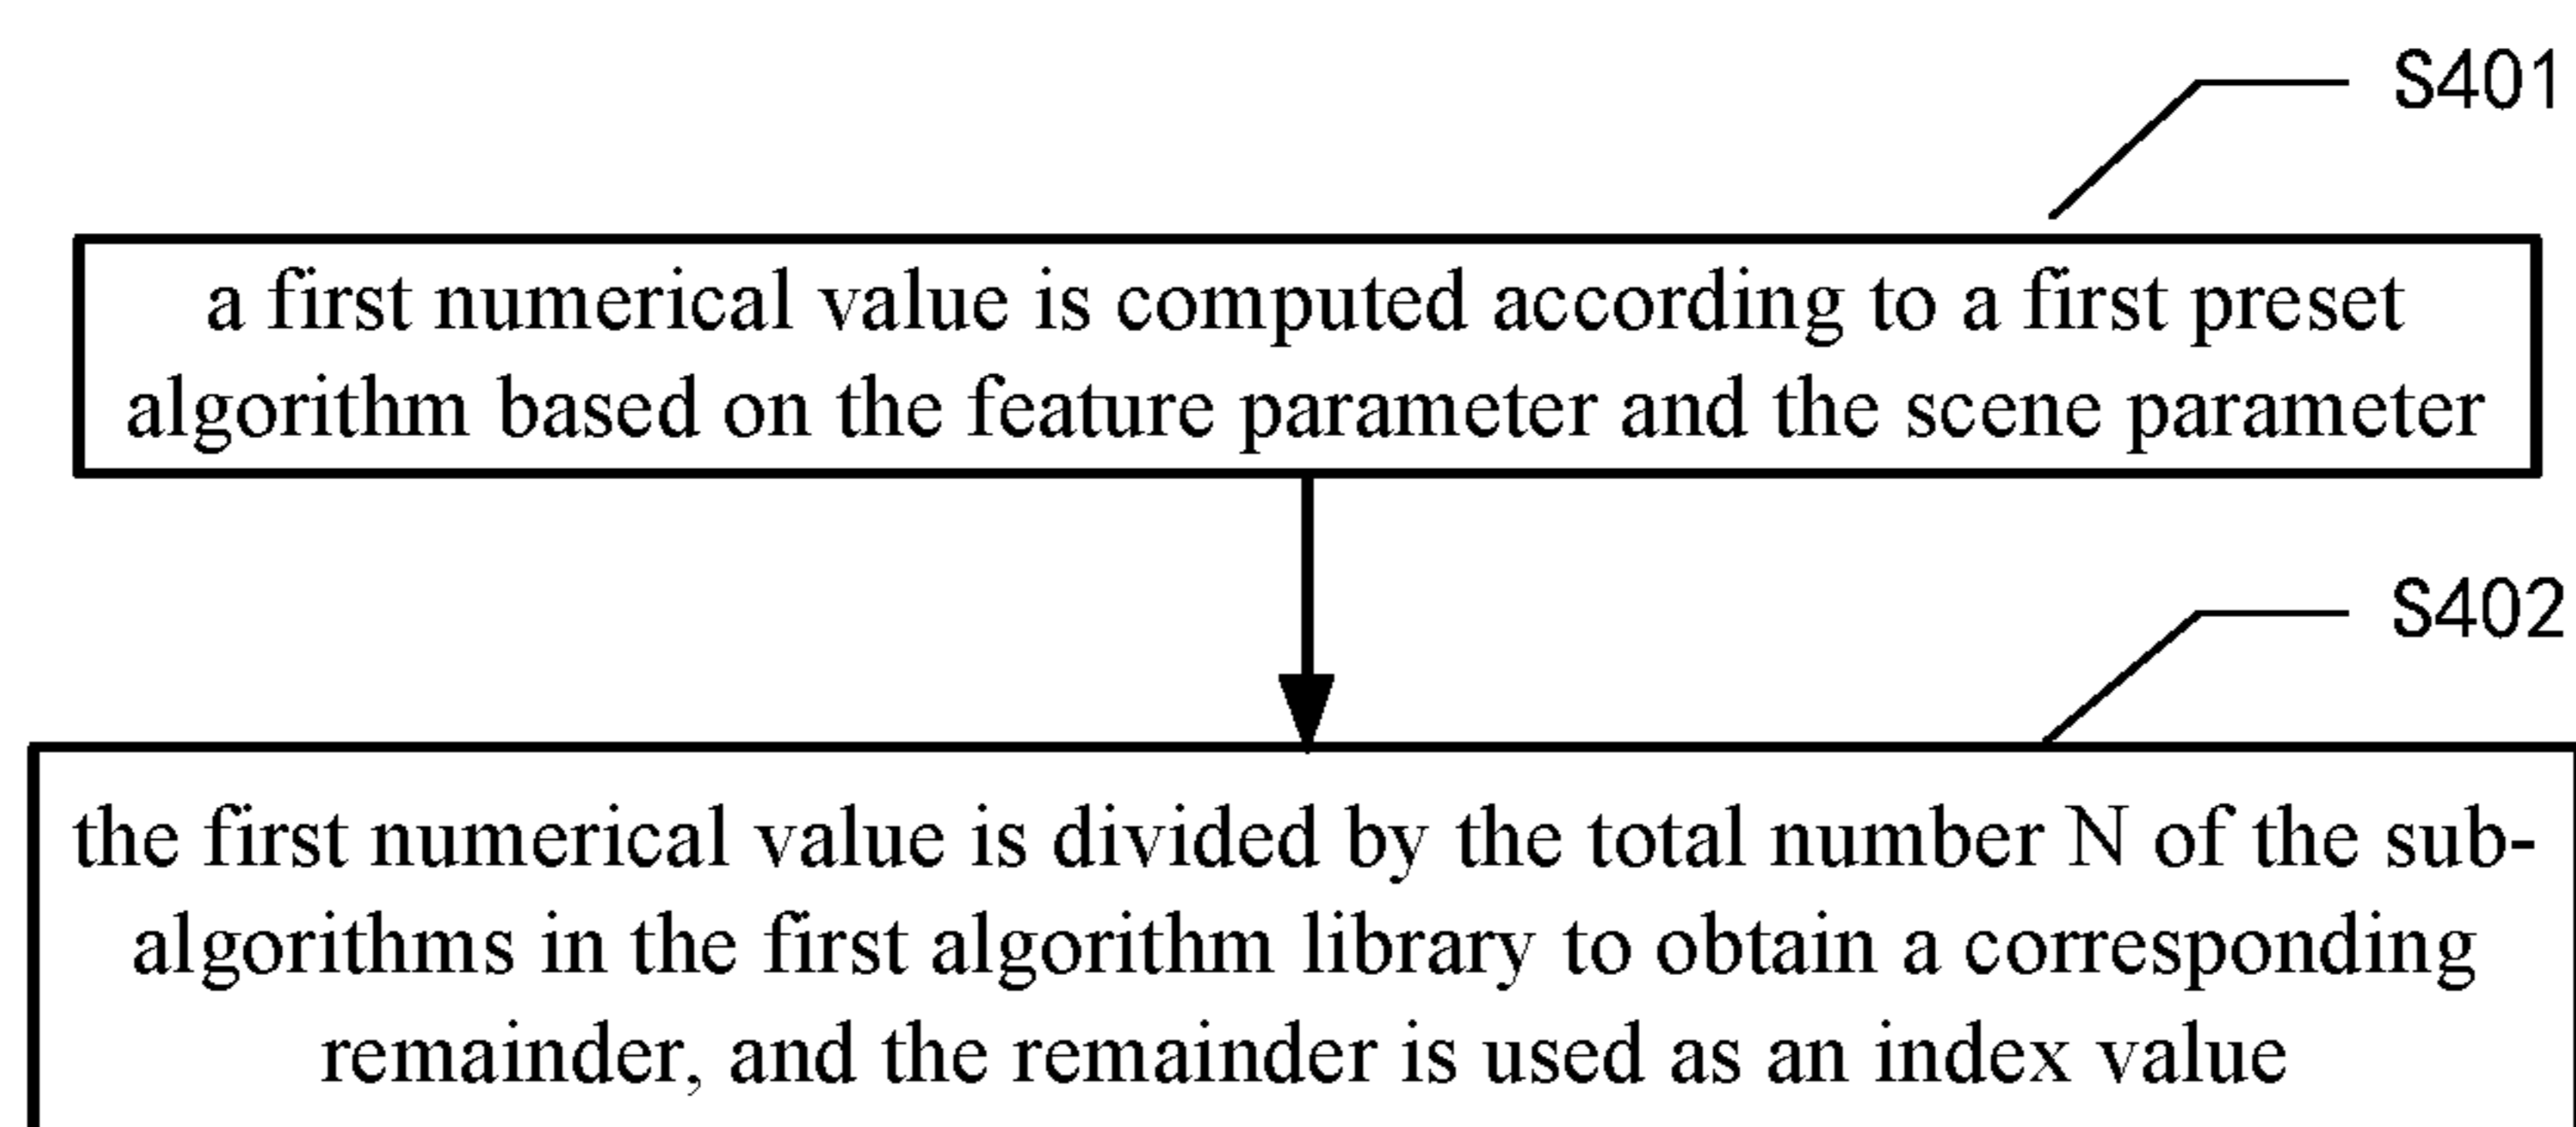 S401
a first numerical value is computed according to a first preset
algorithm based on the feature parameter and the scene parameter
S402
the first numerical value is divided by the total number N of the sub-
algorithms in the first algorithm library to obtain a corresponding
remainder, and the remainder is used as an index value